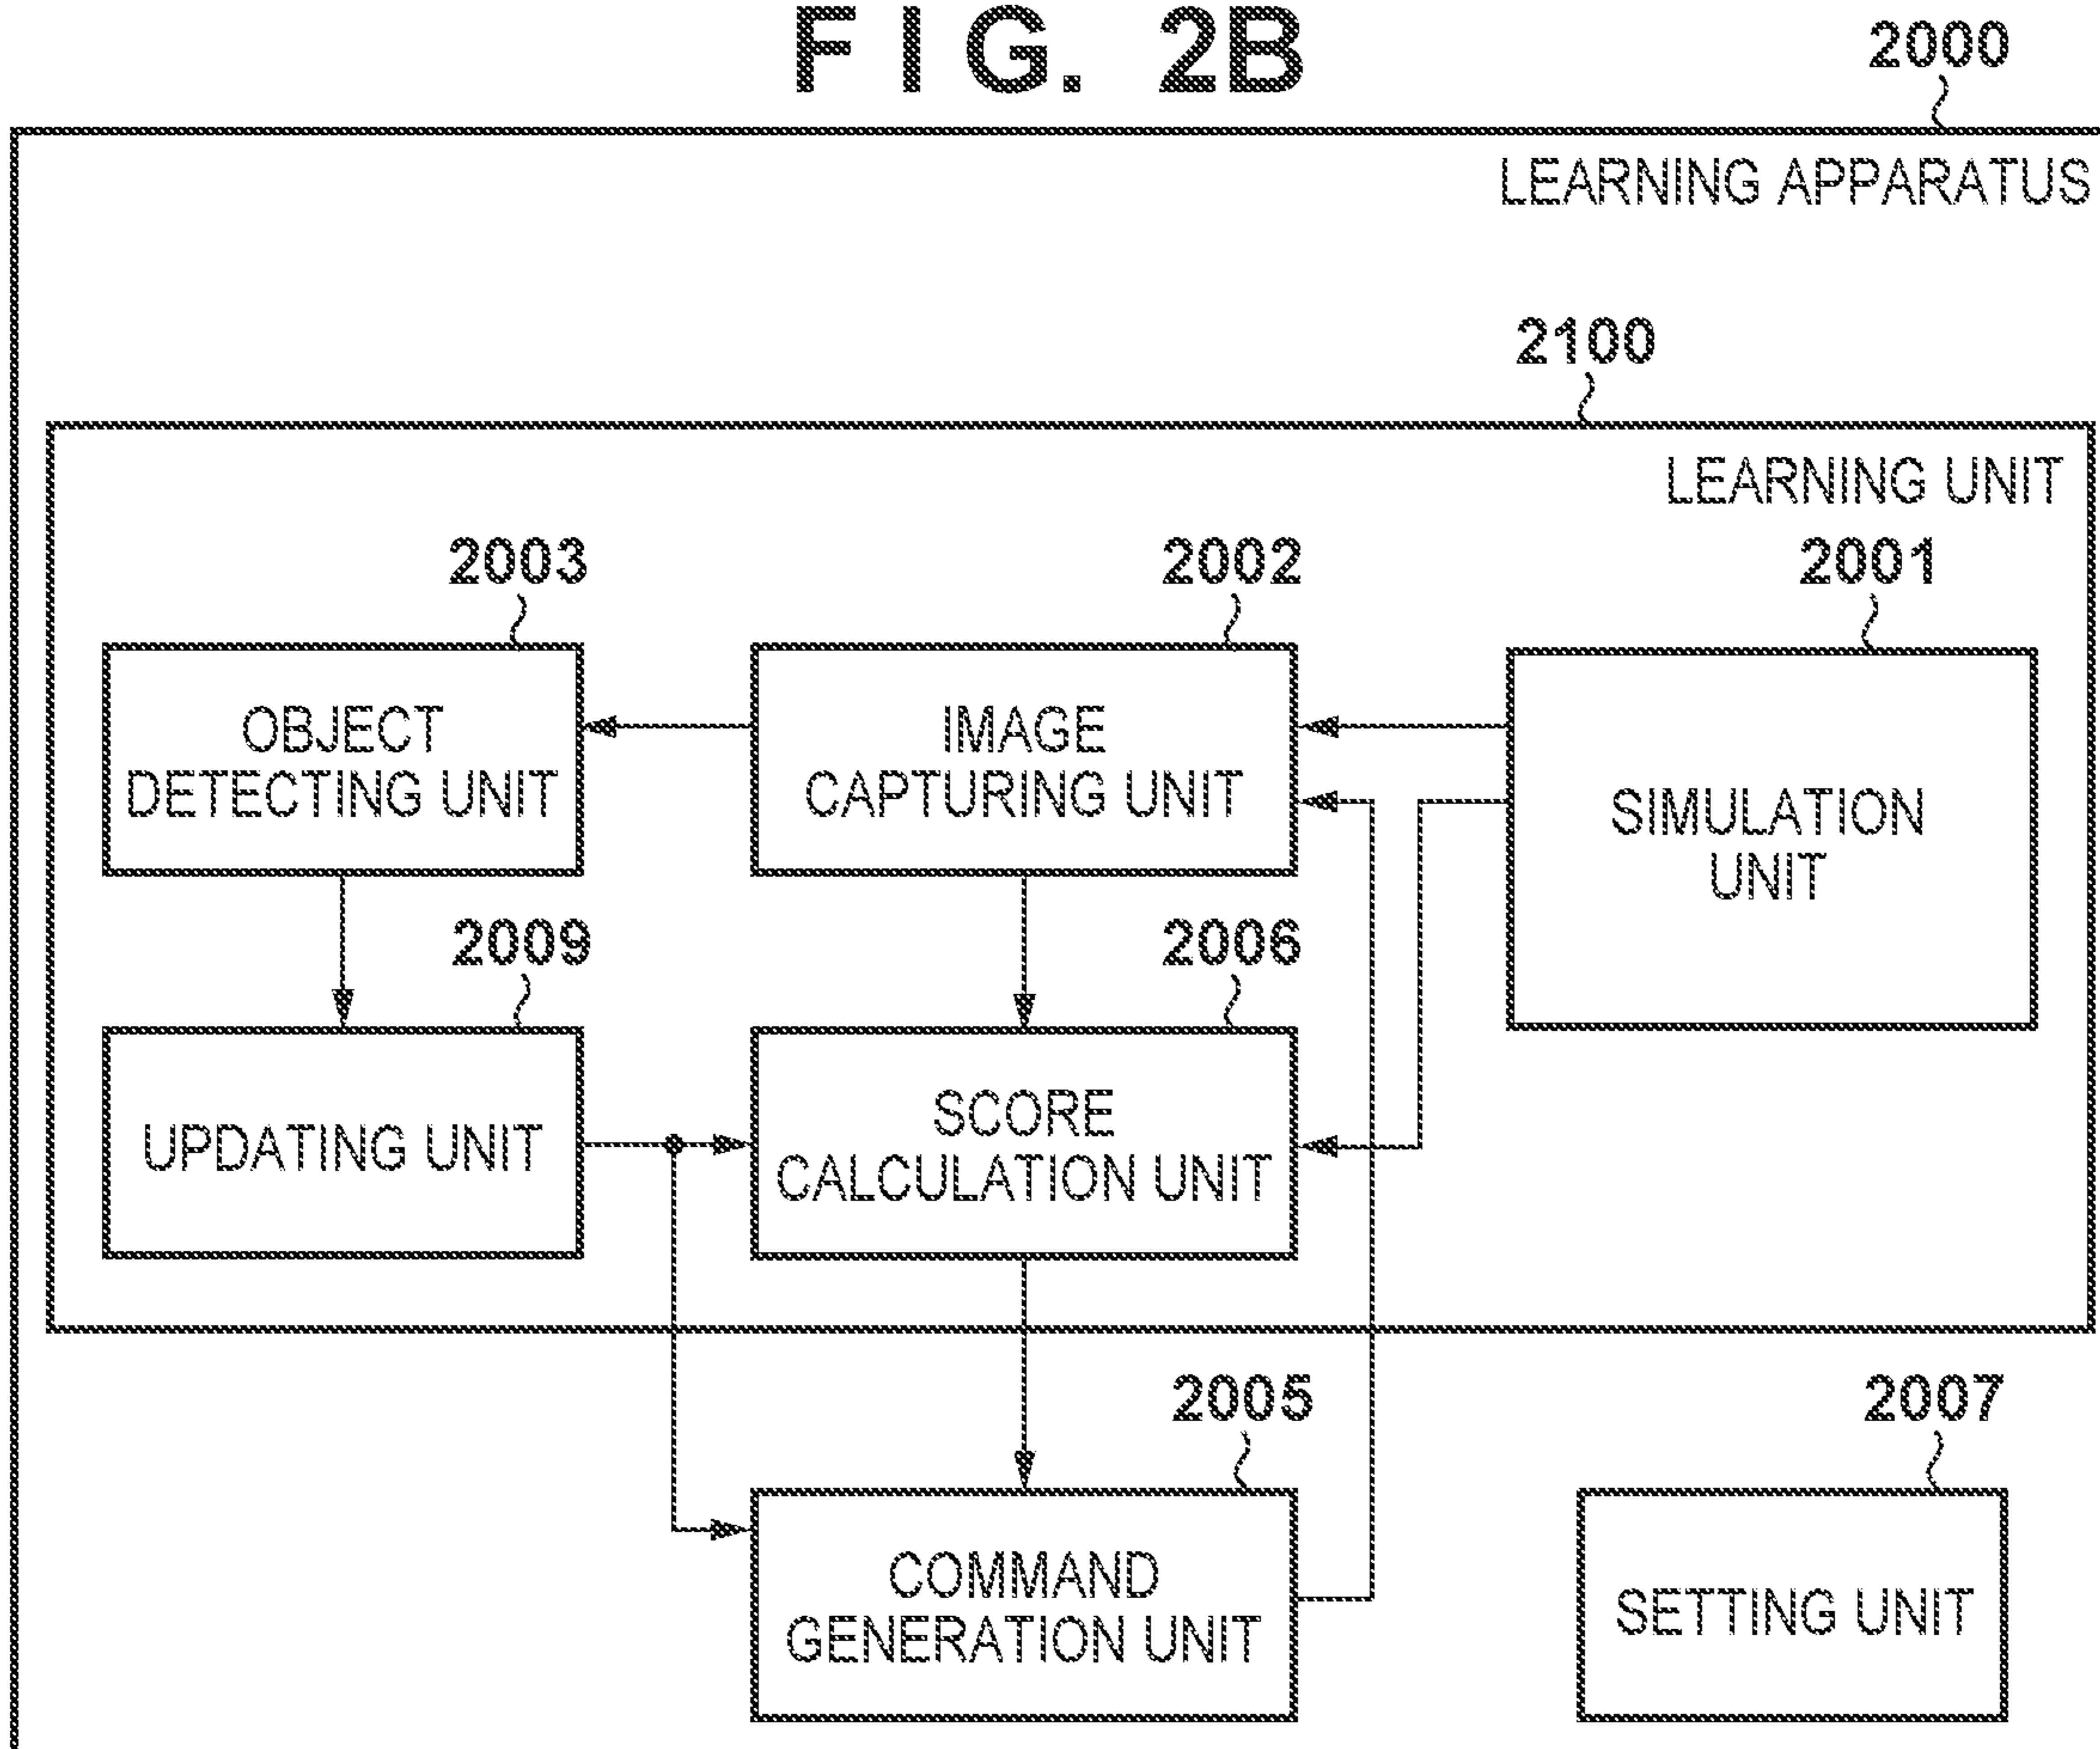 FIG. 2B
2000
LEARNING APPARATUS
2100
LEARNING UNIT
2003
2002
2001
OBJECT
DETECTING UNIT
IMAGE
CAPTURING UNIT
SIMULATION
UNIT
2009
2006
UPDATING UNIT
SCORE
CALCULATION UNIT
2005
2007
COMMAND
GENERATION UNIT
SETTING UNIT